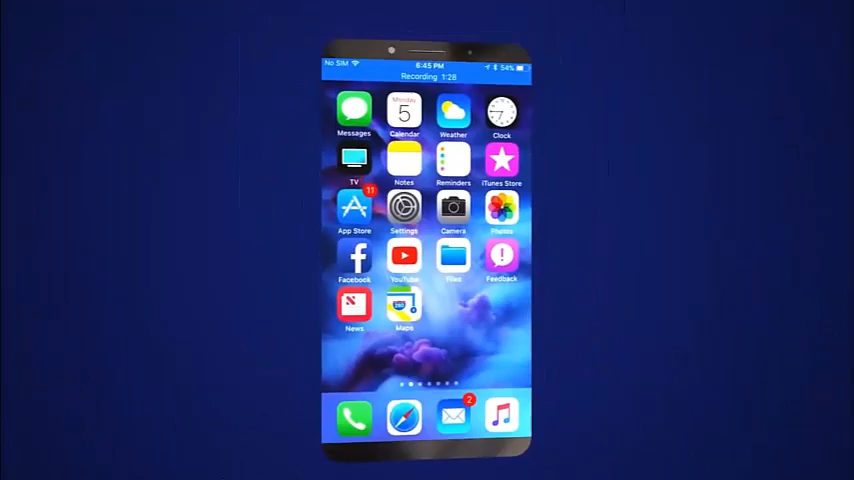 No SIM 6:45 PM 54%
Recording 1:28
Monday
5
Messages Calendar Weather Clock
TV Notes Reminders iTunes Store
11
App Store Settings Camera Photos
Facebook YouTube Files Feedback
280
News Maps
2